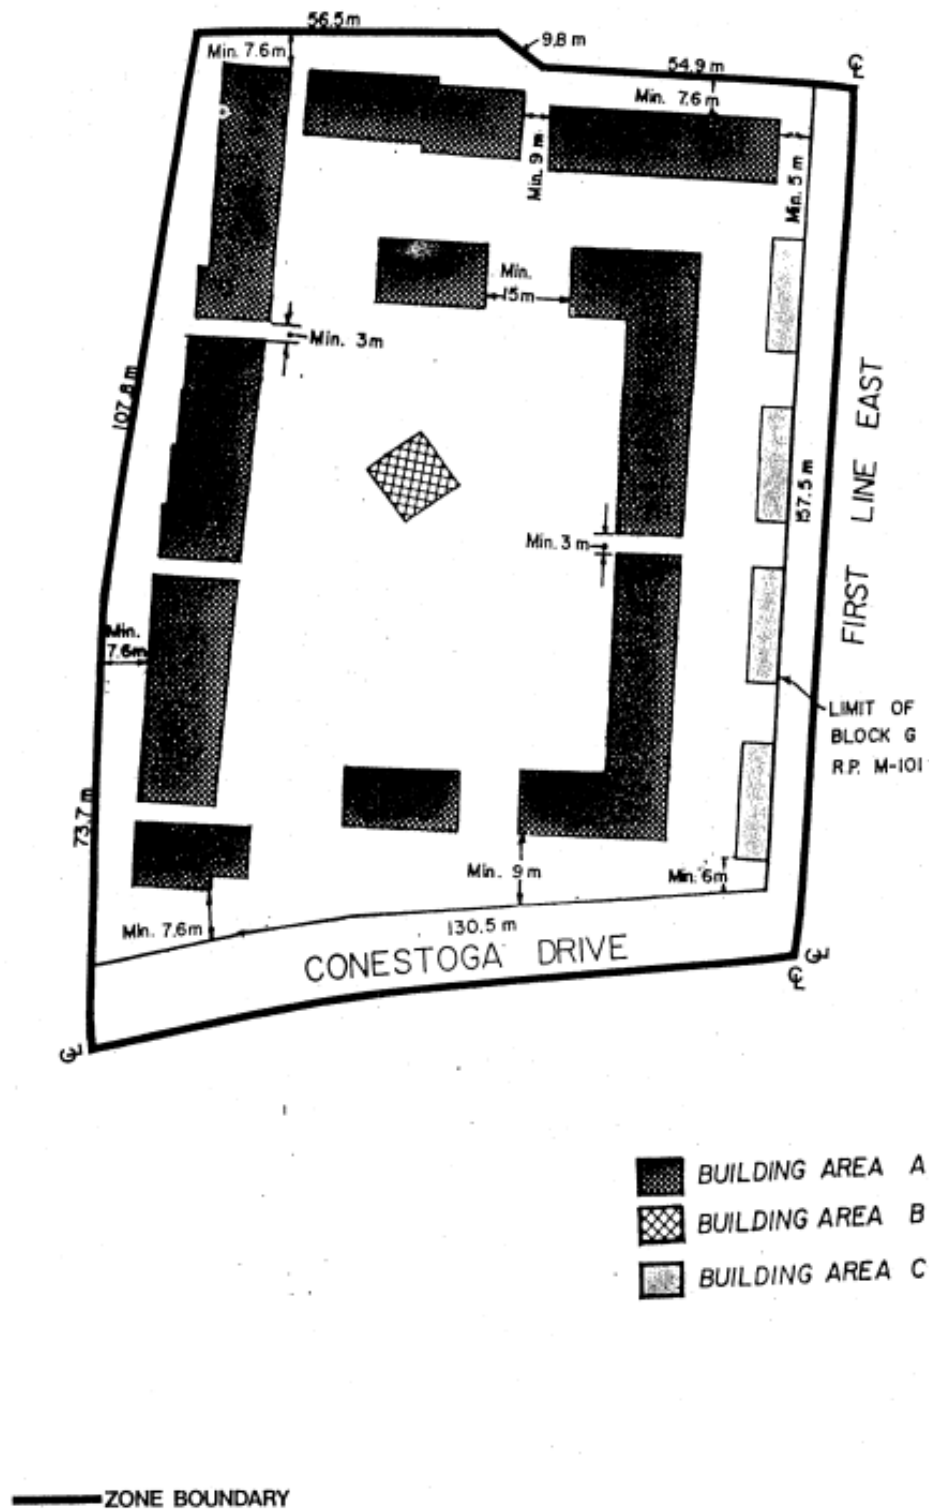 56.5m
9.8 m
Min. 7.6m
54.9 m
℄
Min. 7.6m
Min. 9 m
Min. 5 m
Min.
15m
Min. 3m
107.8 m
FIRST LINE EAST
157.5 m
Min. 3 m
Min.
7.6m
LIMIT OF
BLOCK G
R.P. M-101
73.7 m
Min. 9 m
Min. 6m
Min. 7.6m
130.5 m
CONESTOGA DRIVE
℄
℄
℄
BUILDING AREA A
BUILDING AREA B
BUILDING AREA C
ZONE BOUNDARY